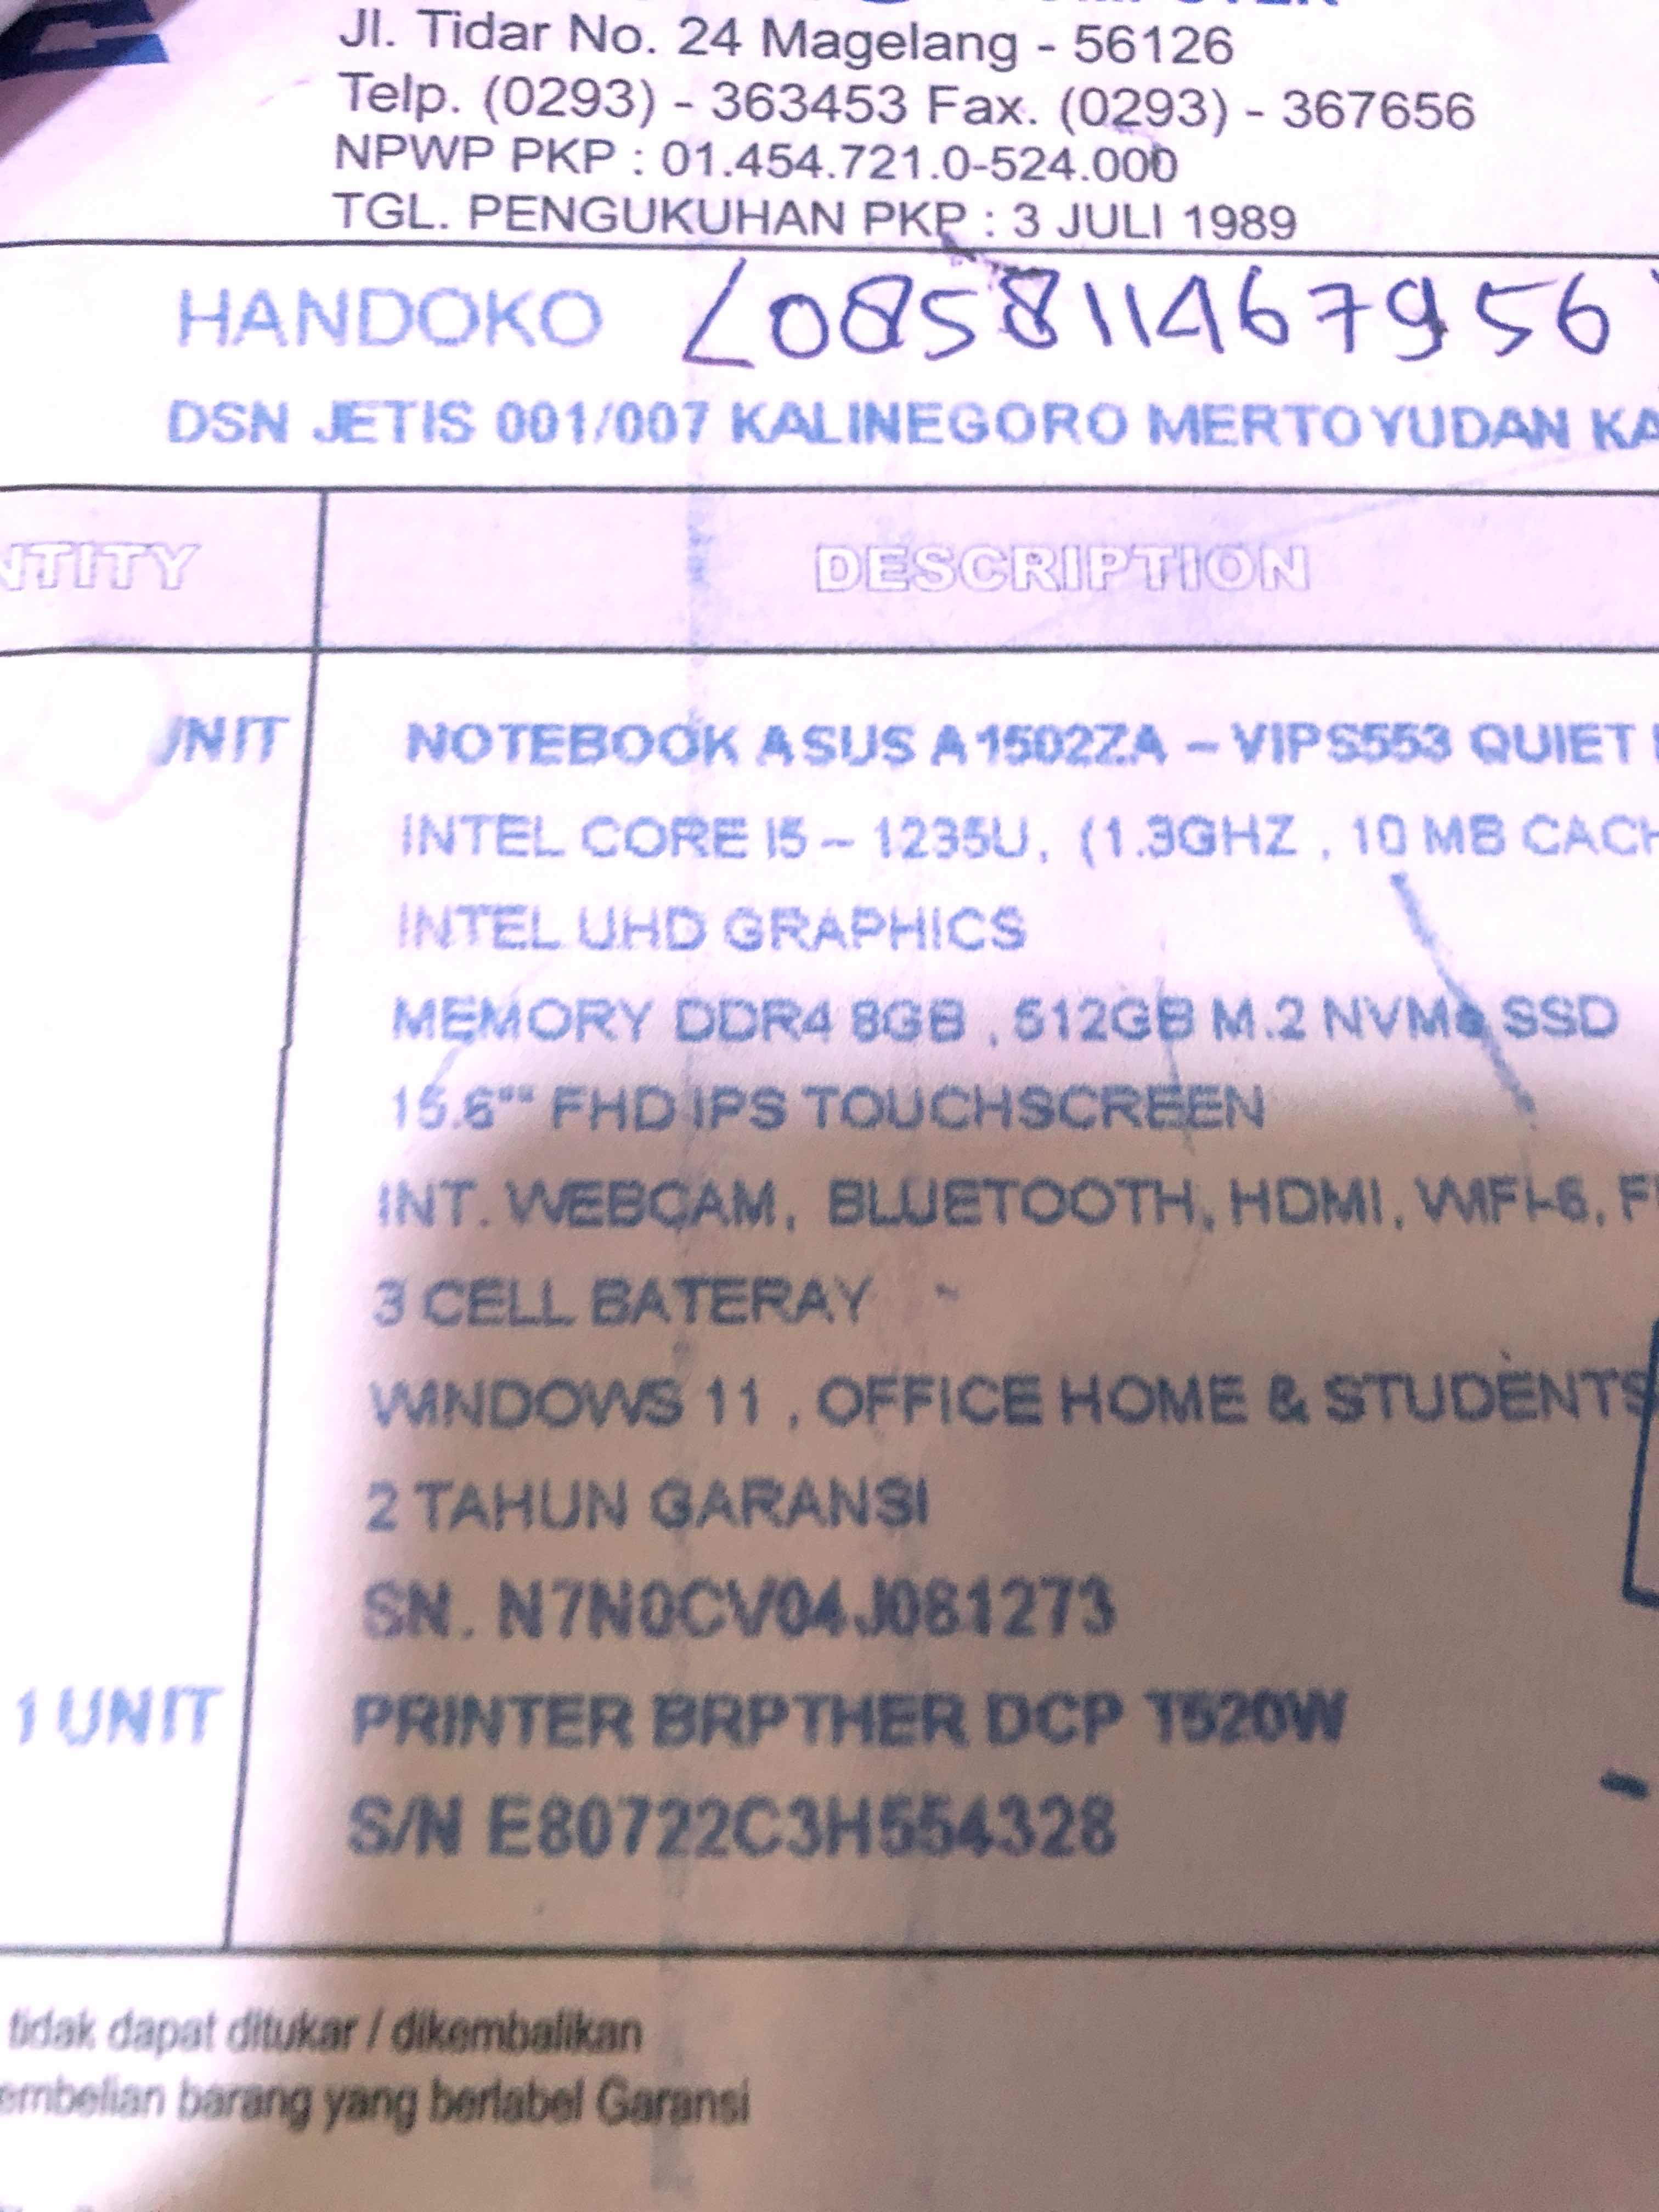 Jl. Tidar No. 24 Magelang - 56126
Telp. (0293) - 363453 Fax. (0293) - 367656
NPWP PKP : 01.454.721.0-524.000
TGL. PENGUKUHAN PKP : 3 JULI 1989
HANDOKO (085811467956
DSN JETIS 001/007 KALINEGORO MERTOYUDAN KA
NTITY DESCRIPTION
UNIT NOTEBOOK ASUS A1502ZA – VIPS553 QUIET
INTEL CORE I5 – 1235U, (1.3GHZ , 10 MB CACH
INTEL UHD GRAPHICS
MEMORY DDR4 8GB , 512GB M.2 NVMe SSD
15.6"" FHD IPS TOUCHSCREEN
INT. WEBCAM, BLUETOOTH, HDMI, WIFI-6, F
3 CELL BATERAY
WINDOWS 11 , OFFICE HOME & STUDENTS
2 TAHUN GARANSI
SN. N7N0CV04J081273
1 UNIT PRINTER BRPTHER DCP T520W
S/N E80722C3H554328
tidak dapat ditukar / dikembalikan
embelian barang yang berlabel Garansi